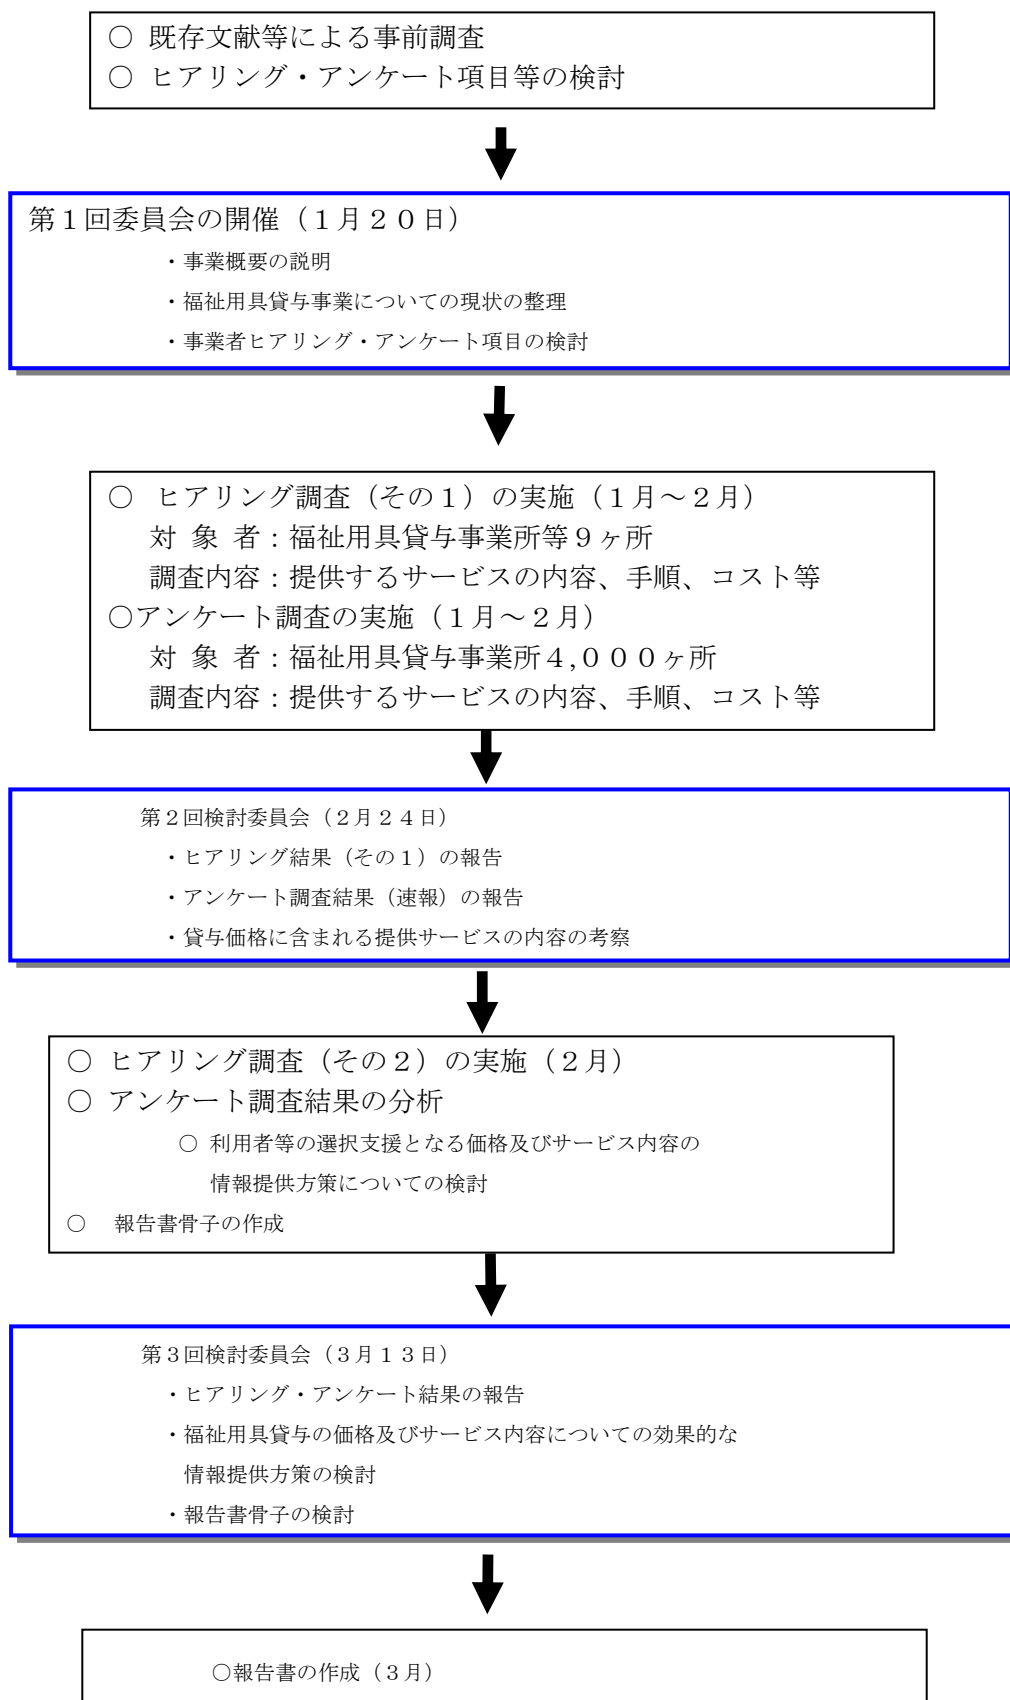 ○ 既存文献等による事前調査
○ ヒアリング・アンケート項目等の検討
第１回委員会の開催（１月２０日）
・事業概要の説明
・福祉用具貸与事業についての現状の整理
・事業者ヒアリング・アンケート項目の検討
○ ヒアリング調査（その１）の実施（１月～２月）
対 象 者：福祉用具貸与事業所等９ヶ所
調査内容：提供するサービスの内容、手順、コスト等
○アンケート調査の実施（１月～２月）
対 象 者：福祉用具貸与事業所４,０００ヶ所
調査内容：提供するサービスの内容、手順、コスト等
第２回検討委員会（２月２４日）
・ヒアリング結果（その１）の報告
・アンケート調査結果（速報）の報告
・貸与価格に含まれる提供サービスの内容の考察
○ ヒアリング調査（その２）の実施（２月）
○ アンケート調査結果の分析
○ 利用者等の選択支援となる価格及びサービス内容の
情報提供方策についての検討
○ 報告書骨子の作成
第３回検討委員会（３月１３日）
・ヒアリング・アンケート結果の報告
・福祉用具貸与の価格及びサービス内容についての効果的な
情報提供方策の検討
・報告書骨子の検討
○報告書の作成（３月）